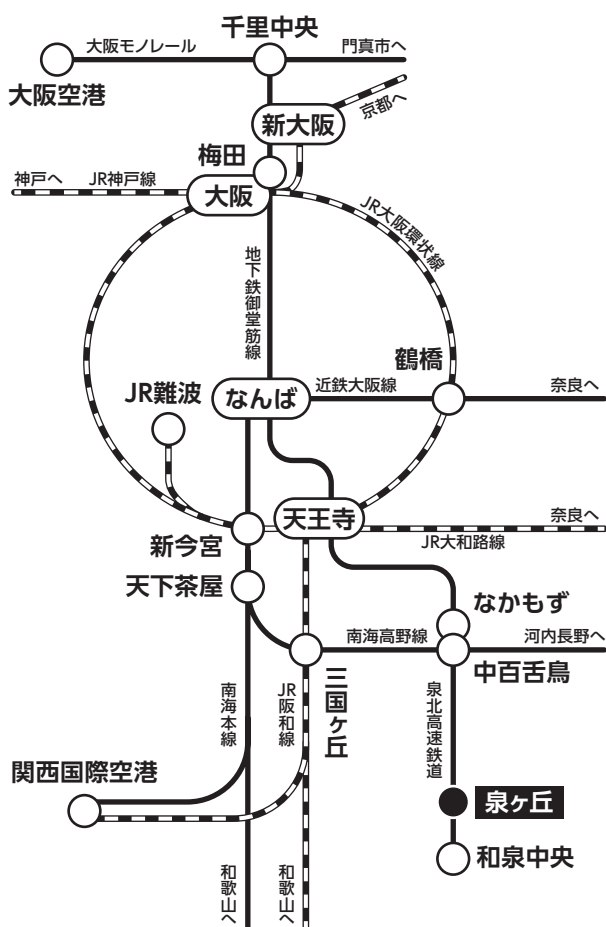 千里中央
大阪モノレール
門真市へ
大阪空港
京都へ
新大阪
梅田
神戸へ
JR神戸線
大阪
JR大阪環状線
地下鉄御堂筋線
鶴橋
JR難波
なんば
近鉄大阪線
奈良へ
天王寺
奈良へ
新今宮
JR大和路線
天下茶屋
なかもず
南海高野線
河内長野へ
中百舌鳥
三国ヶ丘
南海本線
JR阪和線
泉北高速鉄道
関西国際空港
泉ヶ丘
和泉中央
和歌山へ
和歌山へ